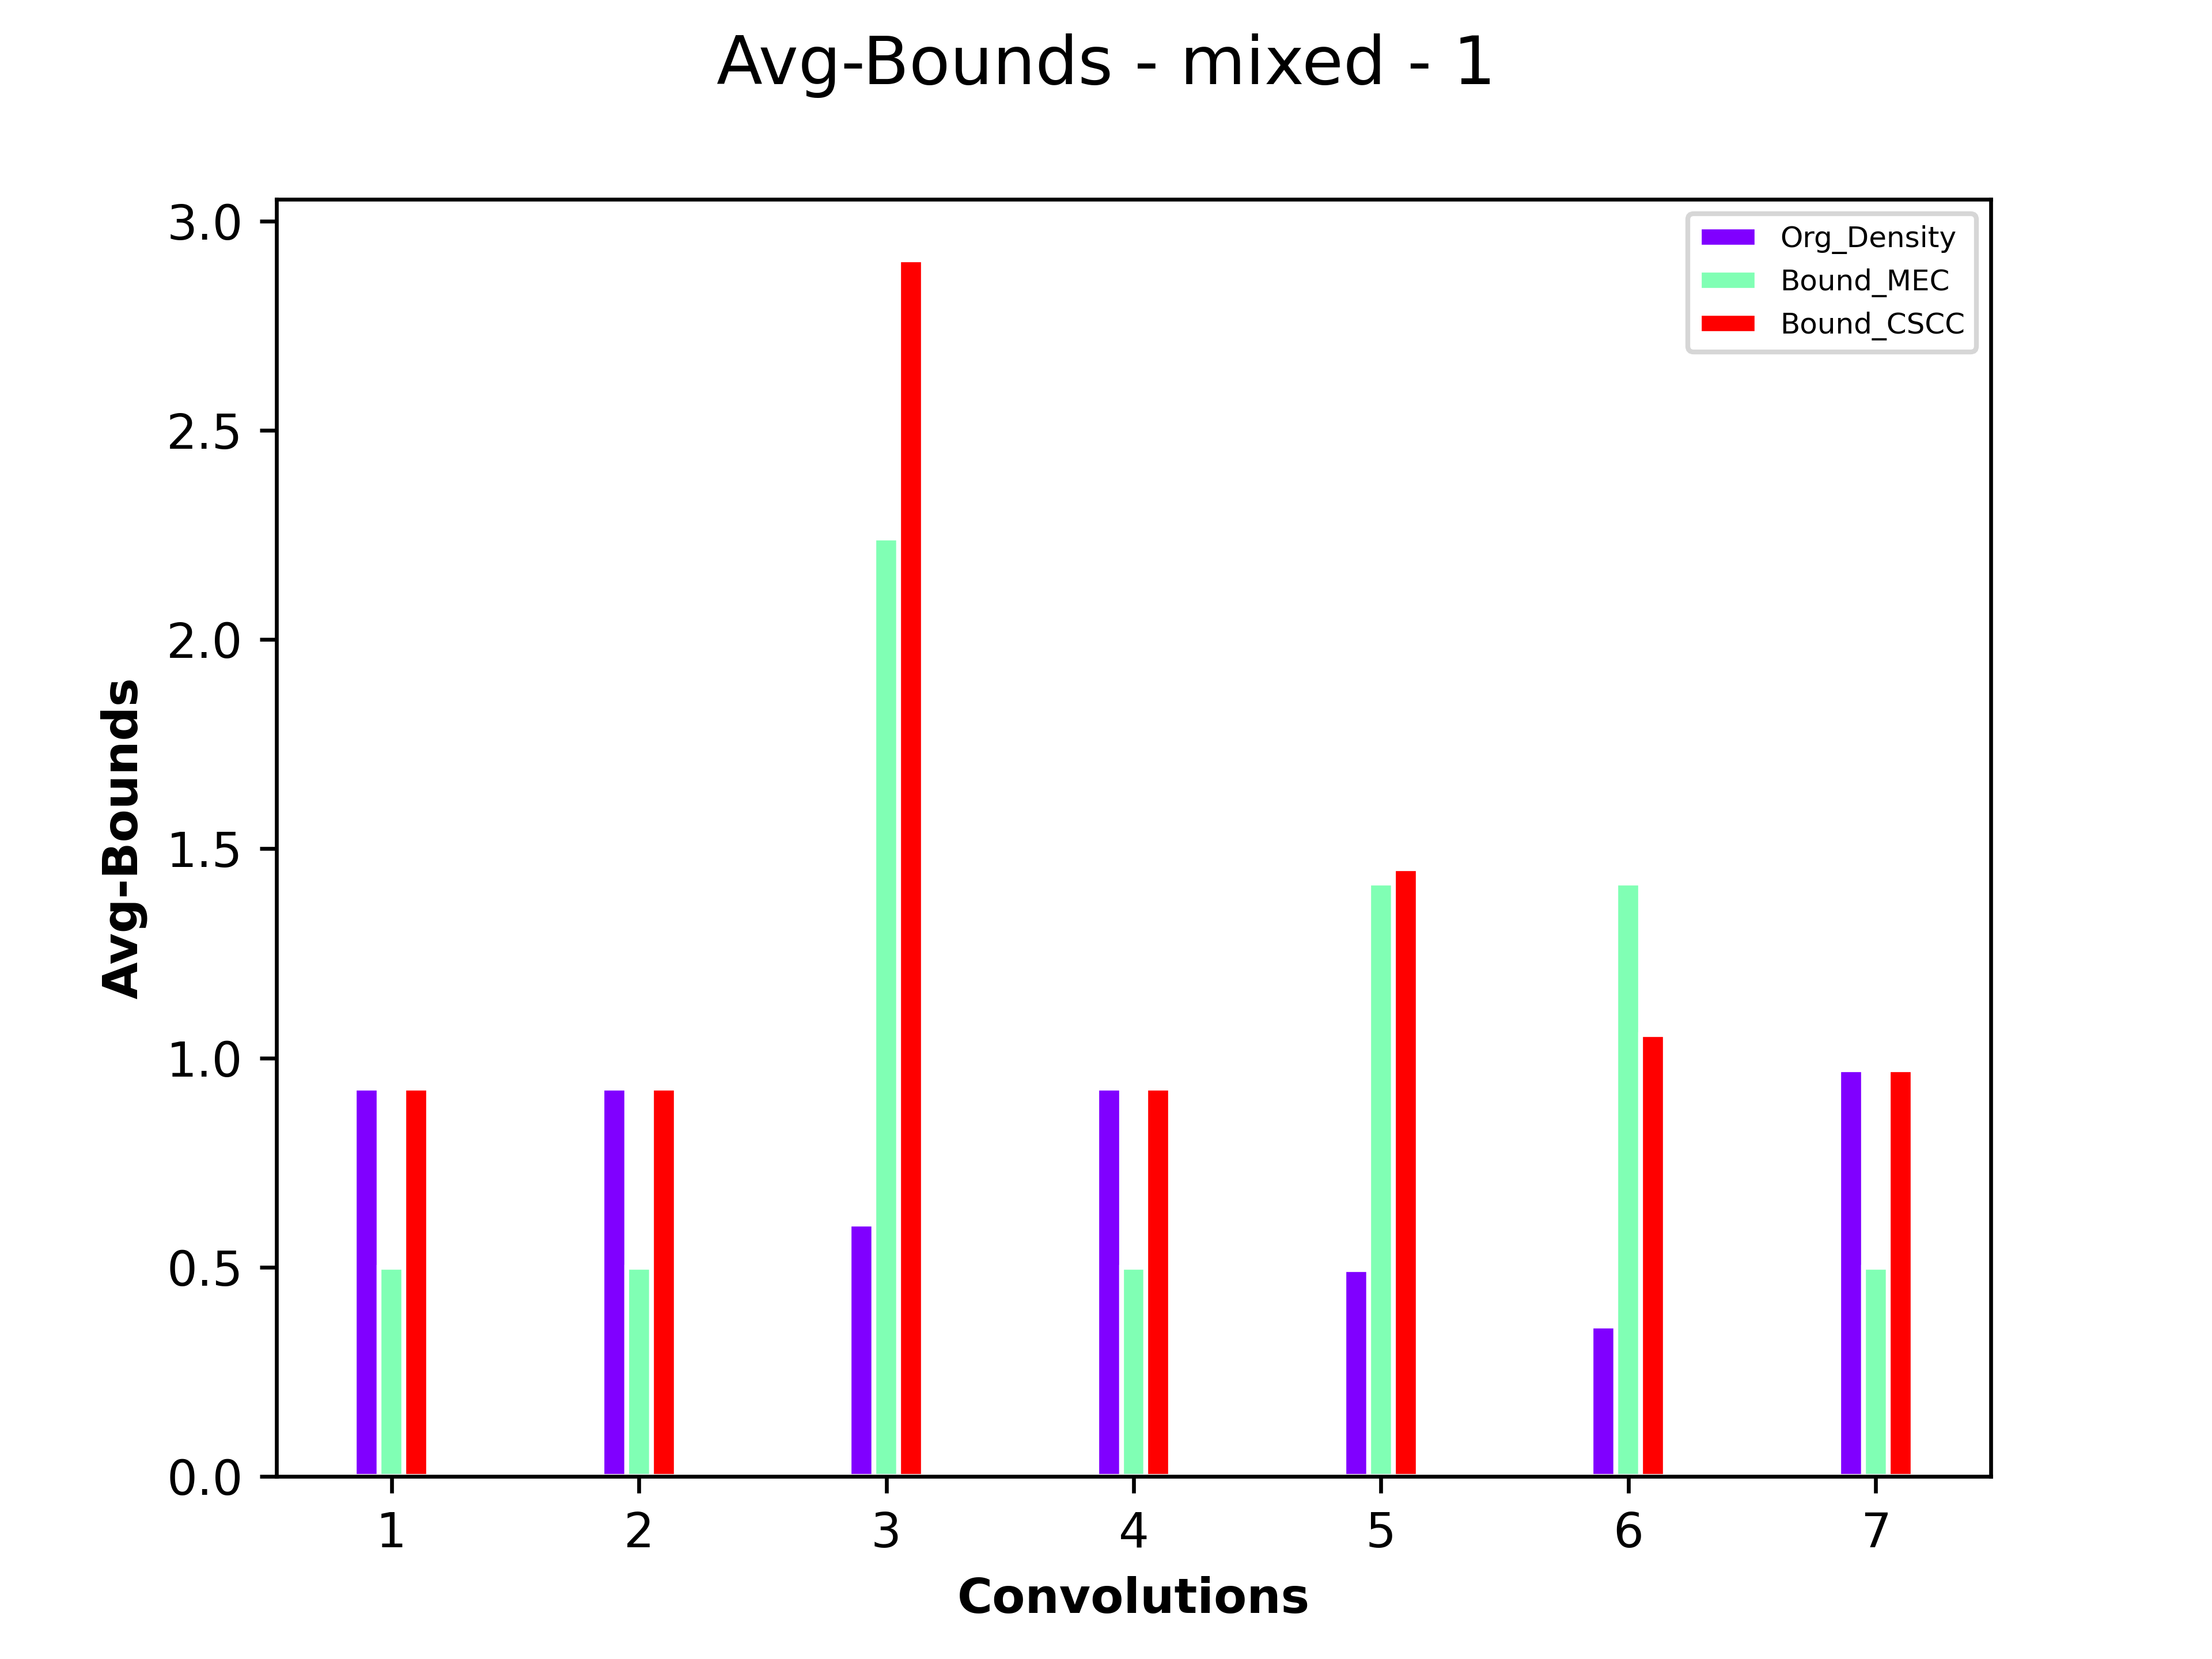 Avg-Bounds - mixed - 1
3.0
2.5
2.0
1.5
1.0
0.5
0.0
Avg-Bounds
Org_Density
Bound_MEC
Bound_CSCC
1 2 3 4 5 6 7
Convolutions